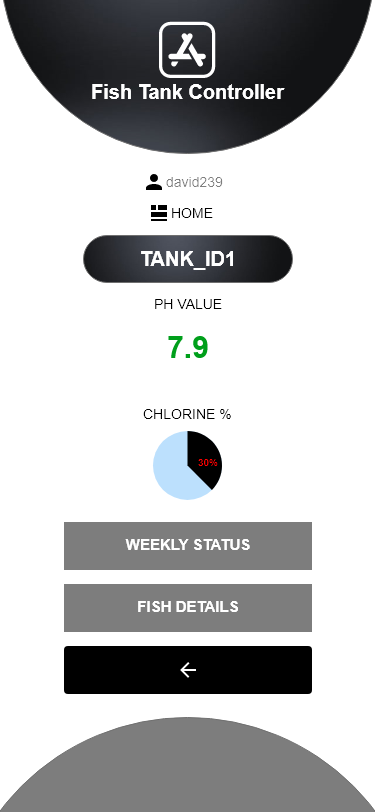 Fish Tank Controller
david239
HOME
TANK_ID1
PH VALUE
7.9
CHLORINE %
30%
WEEKLY STATUS
FISH DETAILS